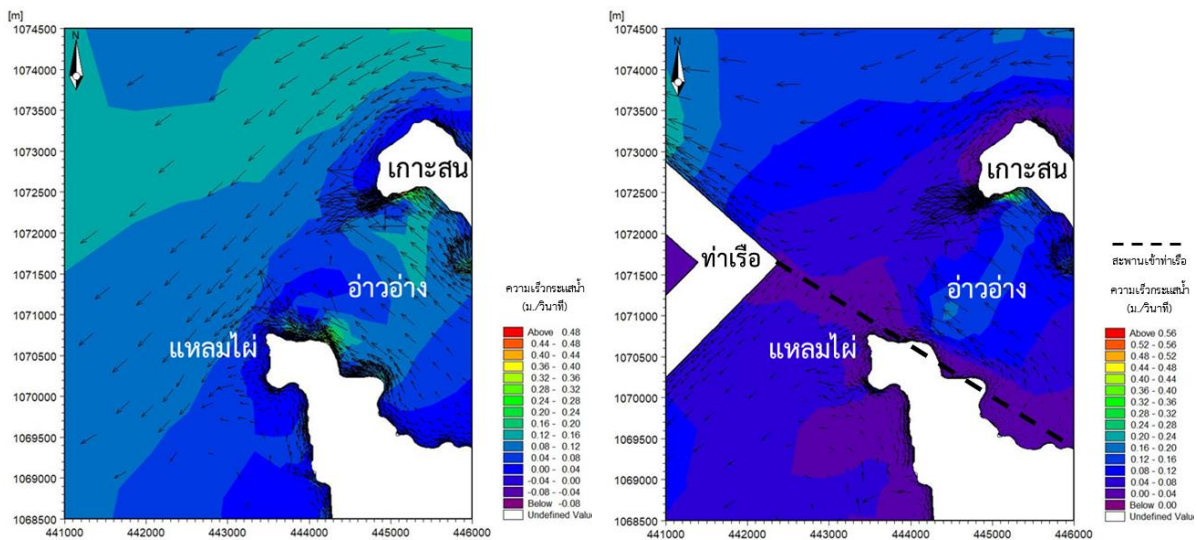 [m]
1074500
1074000
1073500
1073000
1072500
1072000
1071500
1071000
1070500
1070000
1069500
1069000
1068500
441000 442000 443000 444000 445000 446000
N
เกาะสน
อ่าวอ่าง
แหลมไผ่
ความเร็วกระแสน้ำ
(ม./วินาที)
Above 0.48
0.44 - 0.48
0.40 - 0.44
0.36 - 0.40
0.32 - 0.36
0.28 - 0.32
0.24 - 0.28
0.20 - 0.24
0.16 - 0.20
0.12 - 0.16
0.08 - 0.12
0.04 - 0.08
0.00 - 0.04
-0.04 - 0.00
-0.08 - -0.04
Below -0.08
Undefined Value
[m]
1074500
1074000
1073500
1073000
1072500
1072000
1071500
1071000
1070500
1070000
1069500
1069000
1068500
441000 442000 443000 444000 445000 446000
N
เกาะสน
ท่าเรือ
อ่าวอ่าง
แหลมไผ่
สะพานเข้าท่าเรือ
ความเร็วกระแสน้ำ
(ม./วินาที)
Above 0.56
0.52 - 0.56
0.48 - 0.52
0.44 - 0.48
0.40 - 0.44
0.36 - 0.40
0.32 - 0.36
0.28 - 0.32
0.24 - 0.28
0.20 - 0.24
0.16 - 0.20
0.12 - 0.16
0.08 - 0.12
0.04 - 0.08
0.00 - 0.04
Below 0.00
Undefined Value